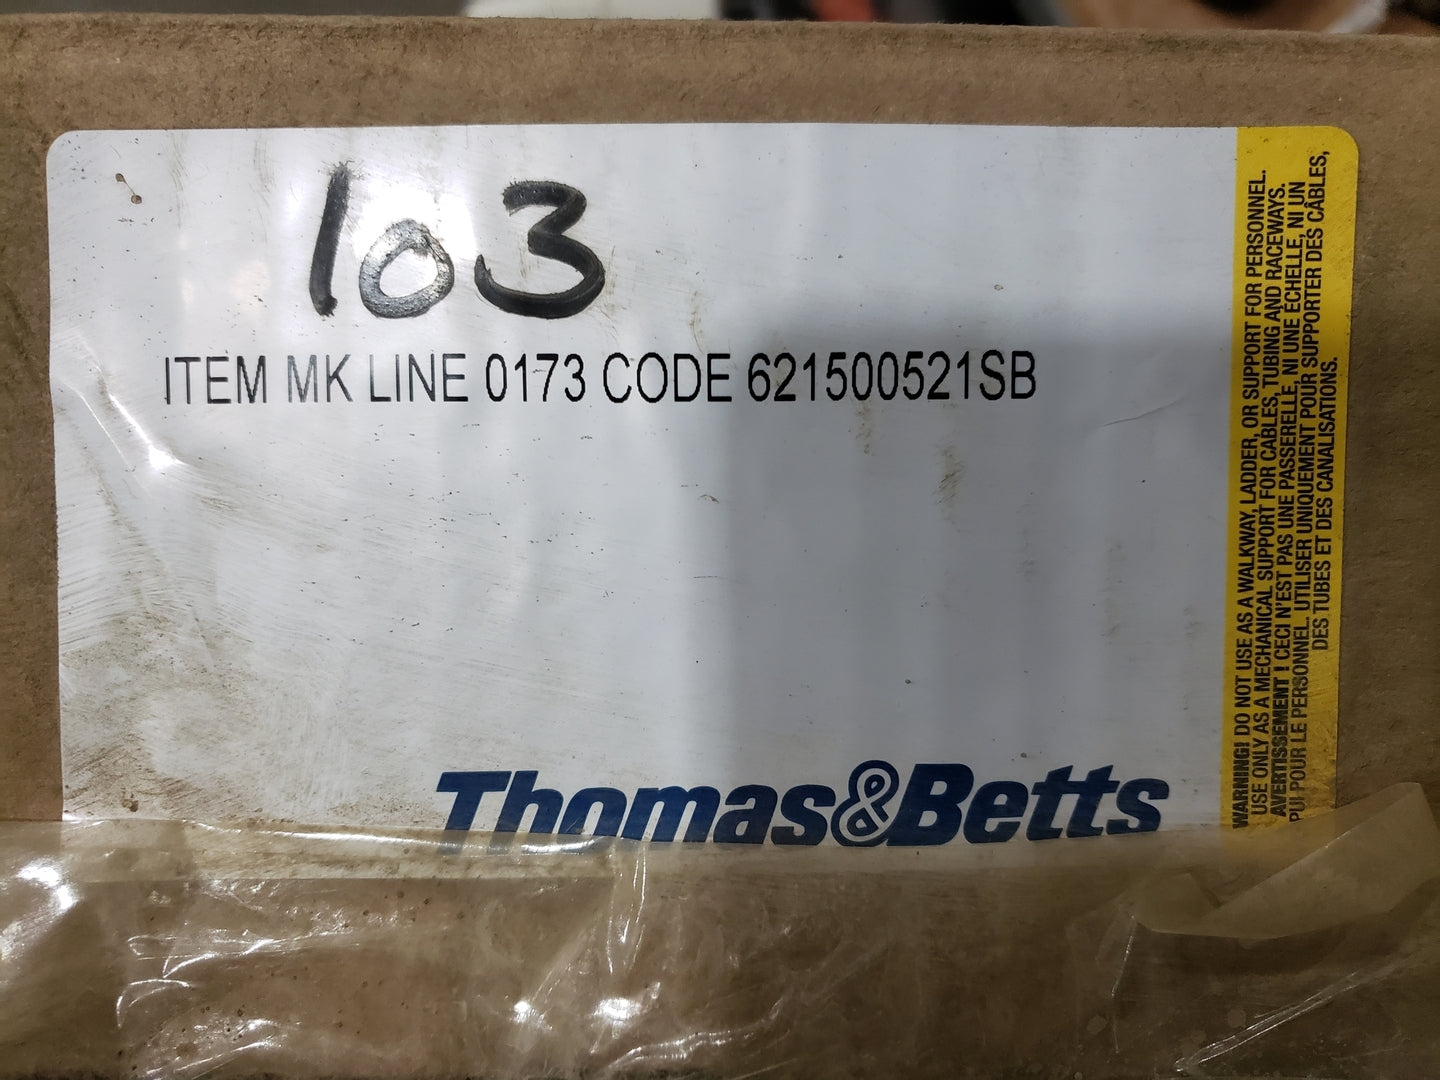 103
ITEM MK LINE 0173 CODE 621500521SB
Thomas&Betts
WARNING! DO NOT USE AS A WALKWAY, LADDER, OR SUPPORT FOR PERSONNEL.
USE ONLY AS A MECHANICAL SUPPORT FOR CABLES, TUBING AND RACEWAYS.
AVERTISSEMENT ! CECI N'EST PAS UNE PASSERELLE, NI UNE ÉCHELLE, NI UN
PUI POUR LE PERSONNEL. UTILISER UNIQUEMENT POUR SUPPORTER DES CÂBLES,
DES TUBES ET DES CANALISATIONS.